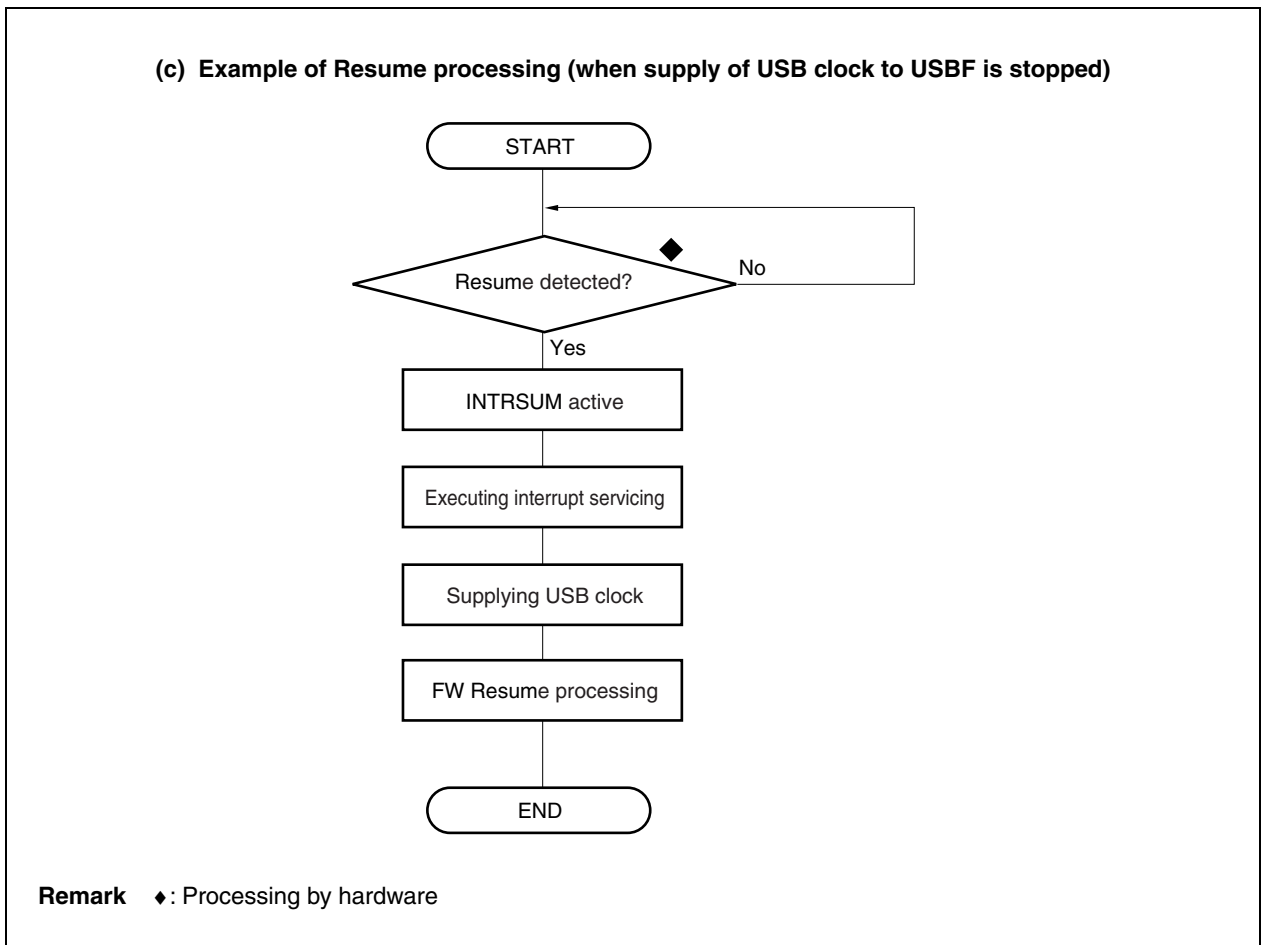 (c) Example of Resume processing (when supply of USB clock to USBF is stopped)
START
Resume detected?
◆
No
Yes
INTRSUM active
Executing interrupt servicing
Supplying USB clock
FW Resume processing
END
Remark ♦: Processing by hardware